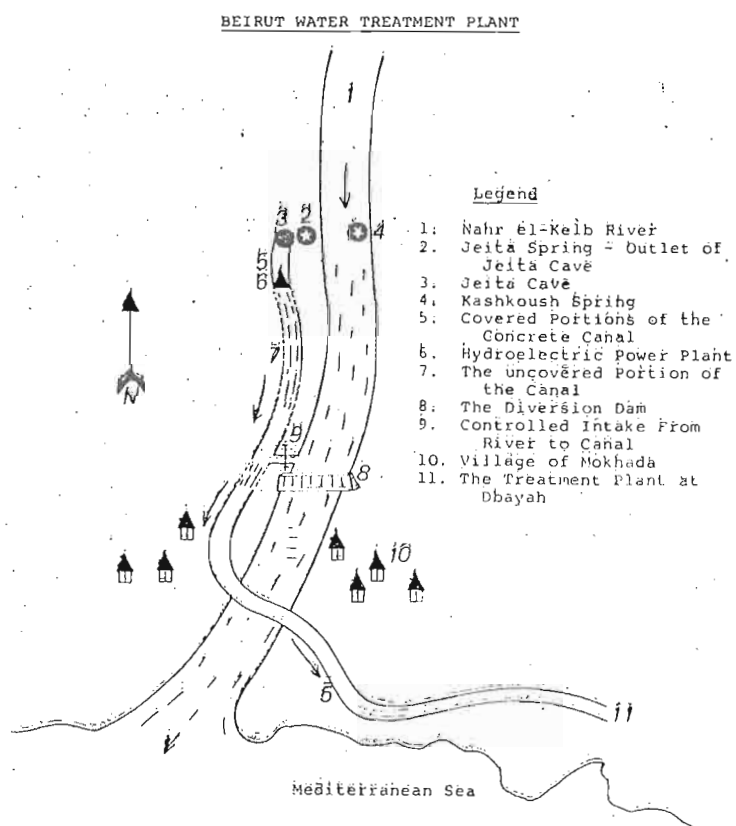 BEIRUT WATER TREATMENT PLANT
1
3 2
4
5
6
7
N
9
8
10
5
11
Legend
1. Nahr el-Kelb River
2. Jeita Spring - Outlet of
Jeita Cave
3. Jeita Cave
4. Kashkoush Spring
5. Covered Portions of the
Concrete Canal
6. Hydroelectric Power Plant
7. The uncovered Portion of
the Canal
8. The Diversion Dam
9. Controlled Intake From
River to Canal
10. Village of Mokhada
11. The Treatment Plant at
Dbayah
Mediterranean Sea